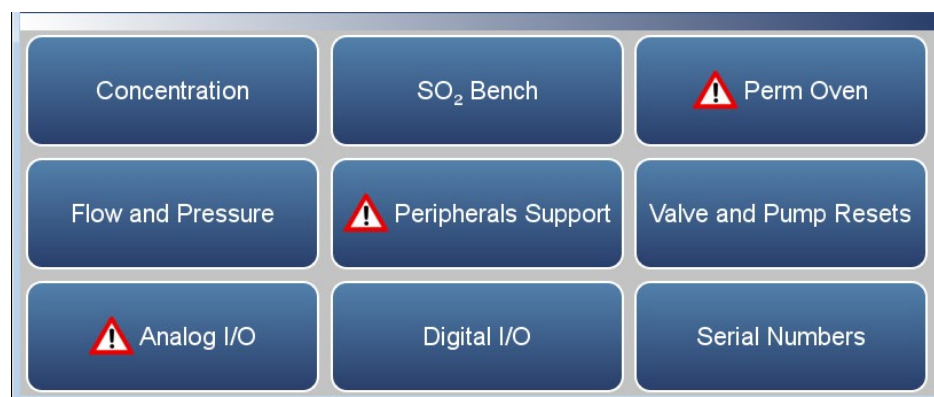 Concentration
SO₂ Bench
Perm Oven
Flow and Pressure
Peripherals Support
Valve and Pump Resets
Analog I/O
Digital I/O
Serial Numbers